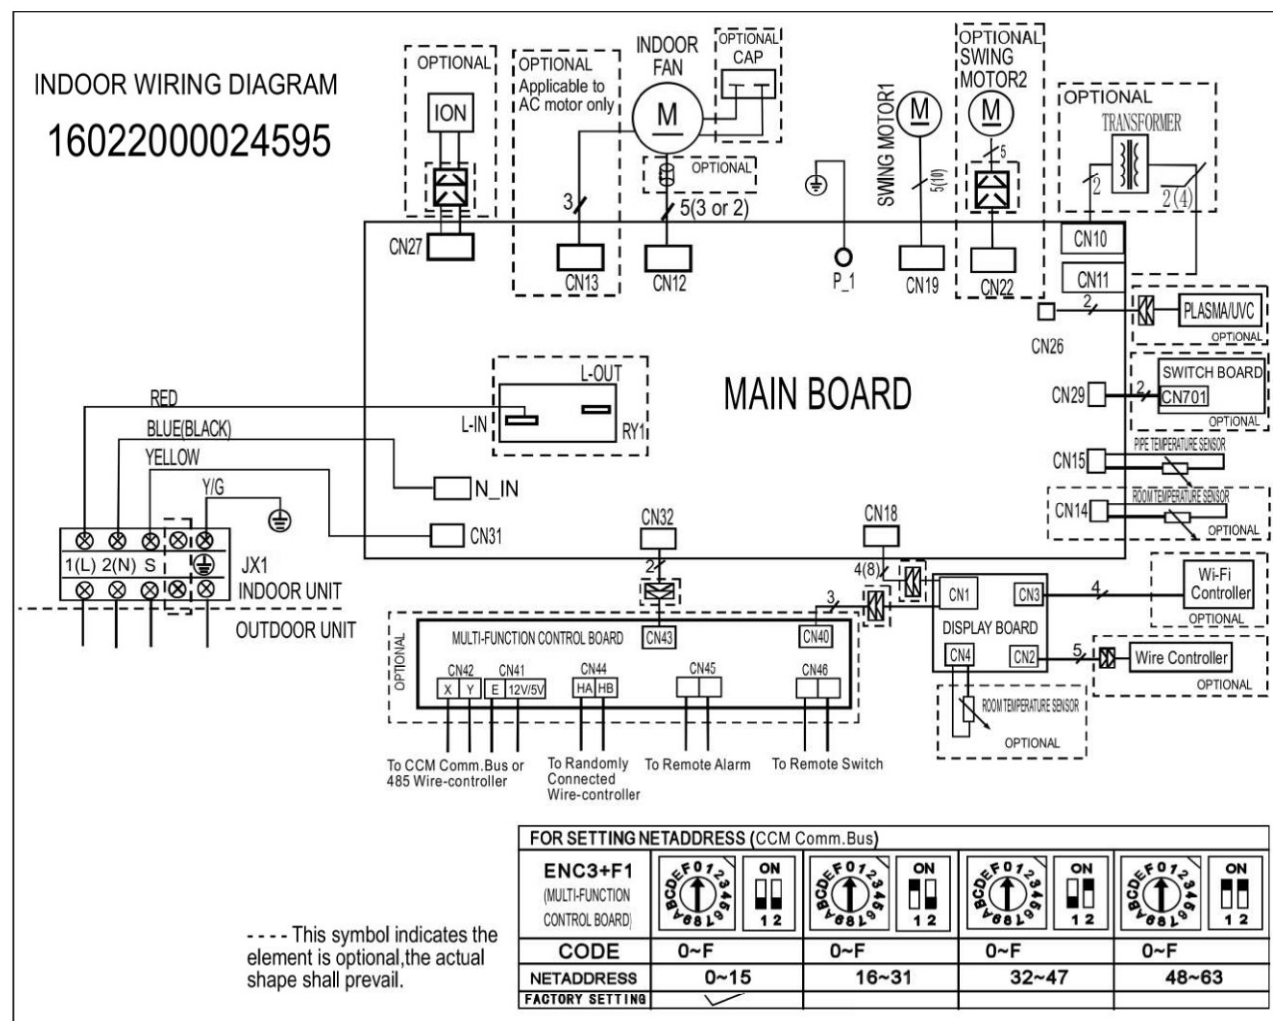 INDOOR WIRING DIAGRAM
16022000024595
OPTIONAL
ION
CN27
OPTIONAL
Applicable to
AC motor only
3
CN13
INDOOR
FAN
M
OPTIONAL
CAP
OPTIONAL
5(3 or 2)
CN12
P_1
SWING MOTOR1
M
5(10)
CN19
OPTIONAL
SWING
MOTOR2
M
5
CN22
OPTIONAL
TRANSFORMER
2
2(4)
CN10
CN11
2
PLASMA/UVC
OPTIONAL
CN26
SWITCH BOARD
CN29
2
CN701
OPTIONAL
PIPE TEMPERATURE SENSOR
CN15
ROOM TEMPERATURE SENSOR
CN14
OPTIONAL
MAIN BOARD
L-OUT
L-IN
RY1
RED
BLUE(BLACK)
YELLOW
Y/G
N_IN
CN31
1(L) 2(N) S
JX1
INDOOR UNIT
OUTDOOR UNIT
CN32
2
CN18
4(8)
3
OPTIONAL
MULTI-FUNCTION CONTROL BOARD
CN43
CN40
CN42
X Y
CN41
E 12V/5V
CN44
HA HB
CN45
CN46
To CCM Comm.Bus or
485 Wire-controller
To Randomly
Connected
Wire-controller
To Remote Alarm
To Remote Switch
CN1
CN3
DISPLAY BOARD
CN4
CN2
4
Wi-Fi
Controller
OPTIONAL
5
Wire Controller
OPTIONAL
ROOM TEMPERATURE SENSOR
OPTIONAL
- - - - This symbol indicates the
element is optional,the actual
shape shall prevail.
FOR SETTING NETADDRESS (CCM Comm.Bus)
ENC3+F1
(MULTI-FUNCTION
CONTROL BOARD)
0123456789ABCDEF
ON
1 2
0123456789ABCDEF
ON
1 2
0123456789ABCDEF
ON
1 2
0123456789ABCDEF
ON
1 2
CODE 0~F 0~F 0~F 0~F
NETADDRESS 0~15 16~31 32~47 48~63
FACTORY SETTING